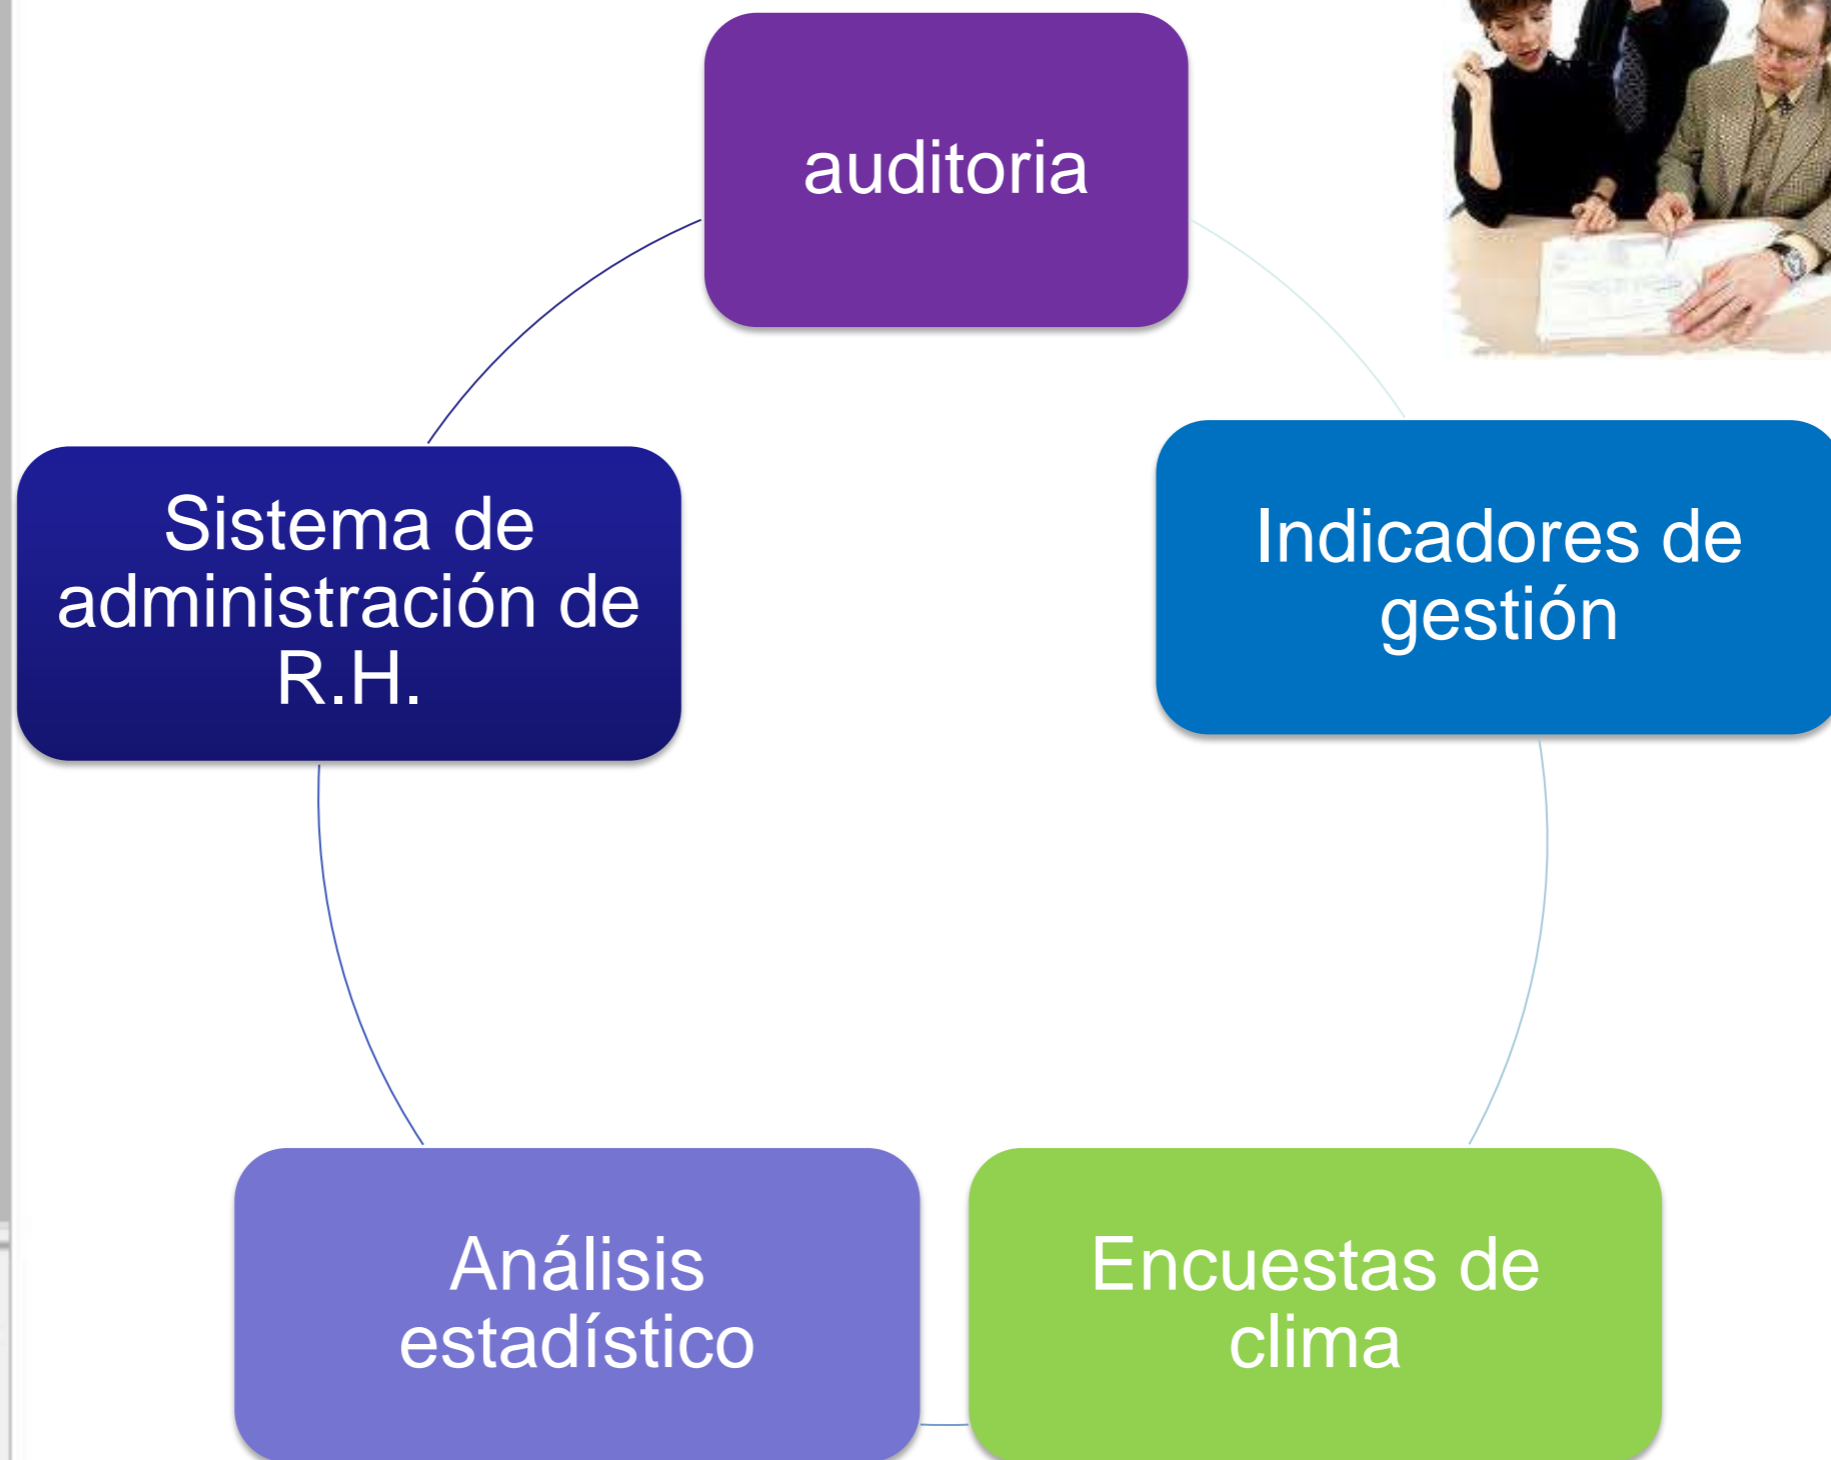 auditoria
Sistema de
administración de
R.H.
Indicadores de
gestión
Análisis
estadístico
Encuestas de
clima